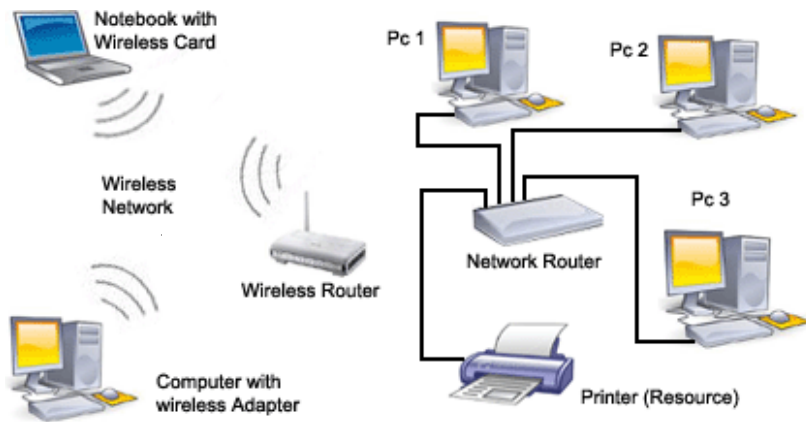 Notebook with
Wireless Card
Wireless
Network
Wireless Router
Computer with
wireless Adapter
Pc 1
Pc 2
Network Router
Pc 3
Printer (Resource)